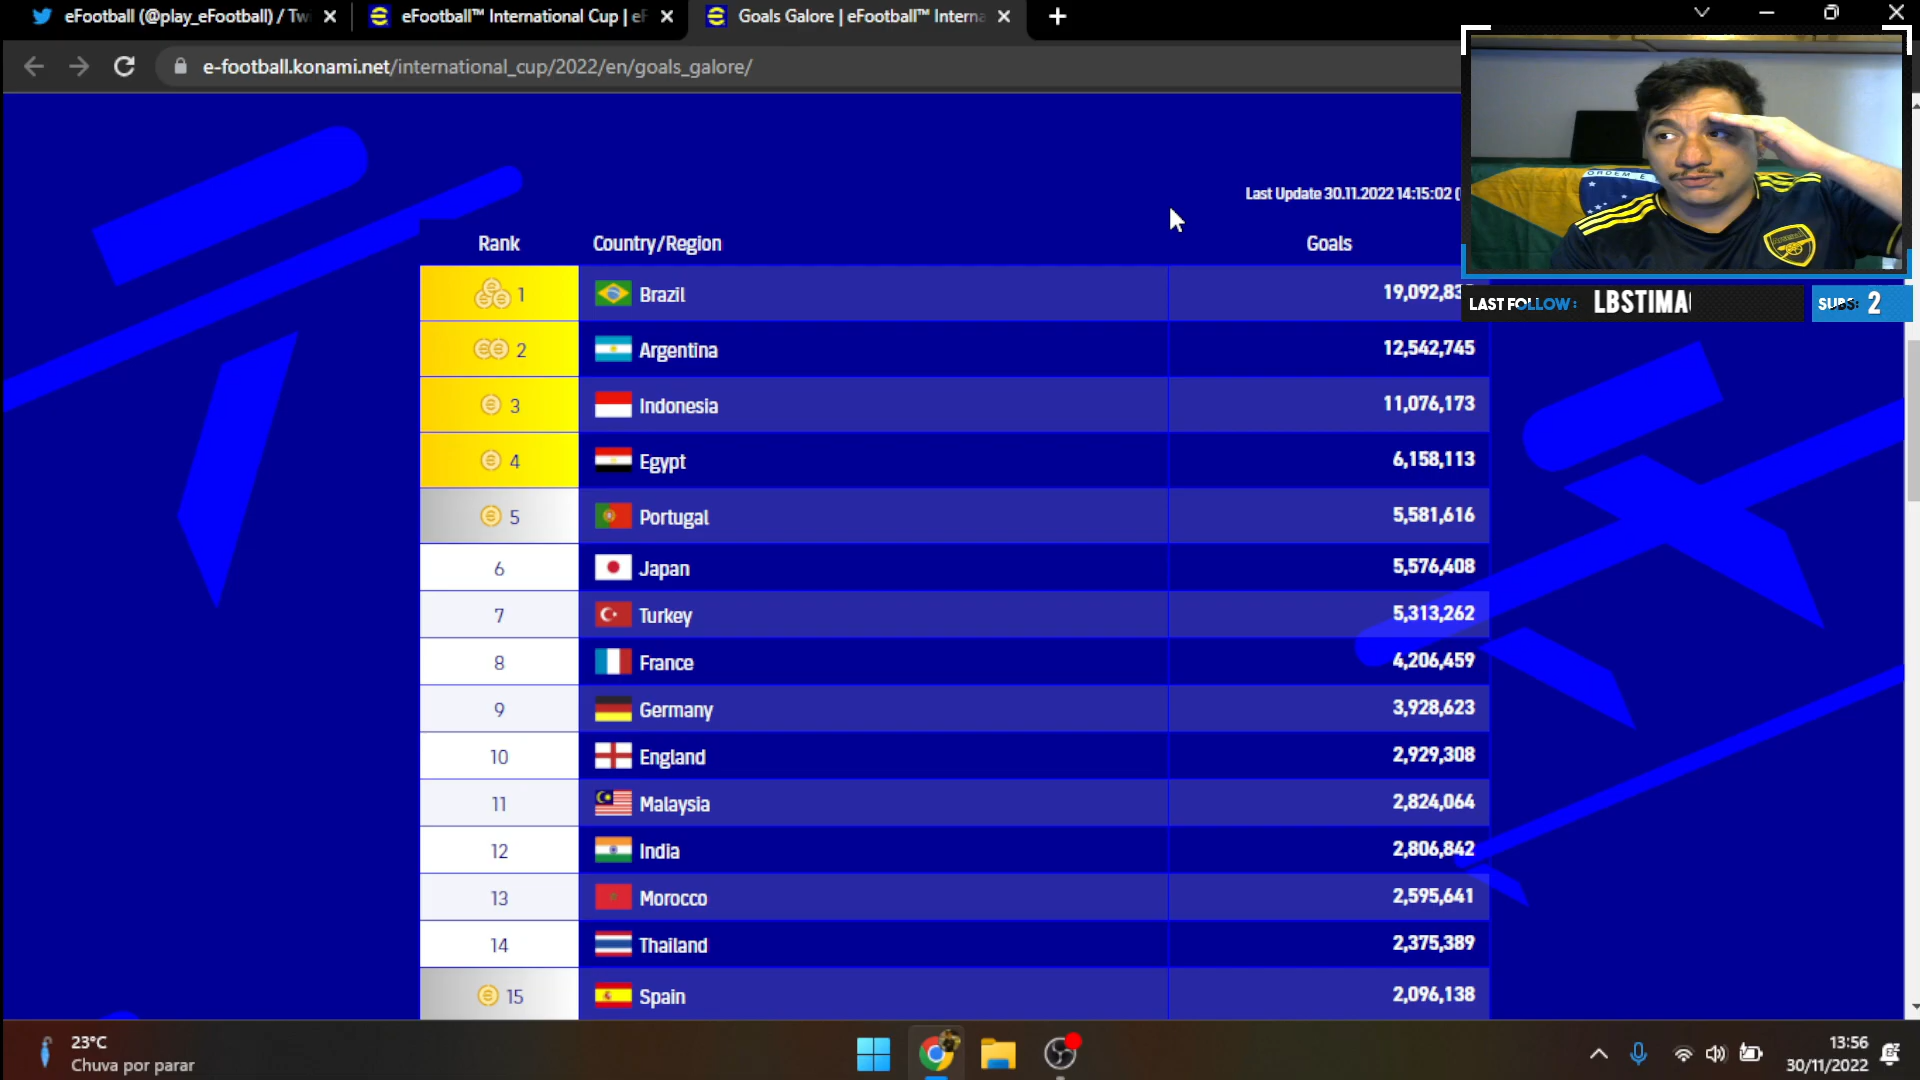 eFootball (@play_eFootball) / Tw
eFootball™ International Cup | eF
Goals Galore | eFootball™ Interna
e-football.konami.net/international_cup/2022/en/goals_galore/
Last Update 30.11.2022 14:15:02 (
Rank Country/Region Goals
1 Brazil 19,092,83
2 Argentina 12,542,745
3 Indonesia 11,076,173
4 Egypt 6,158,113
5 Portugal 5,581,616
6 Japan 5,576,408
7 Turkey 5,313,262
8 France 4,206,459
9 Germany 3,928,623
10 England 2,929,308
11 Malaysia 2,824,064
12 India 2,806,842
13 Morocco 2,595,641
14 Thailand 2,375,389
15 Spain 2,096,138
ORDEM E
Arsenal
LAST FOLLOW: LBSTIMA
SUBS: 2
23°C
Chuva por parar
13:56
30/11/2022